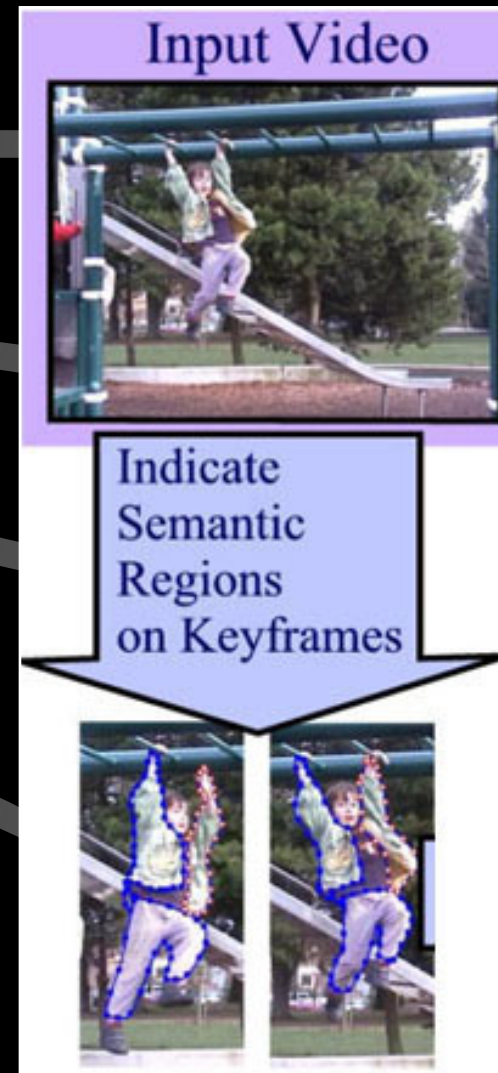 Input Video
Indicate
Semantic
Regions
on Keyframes